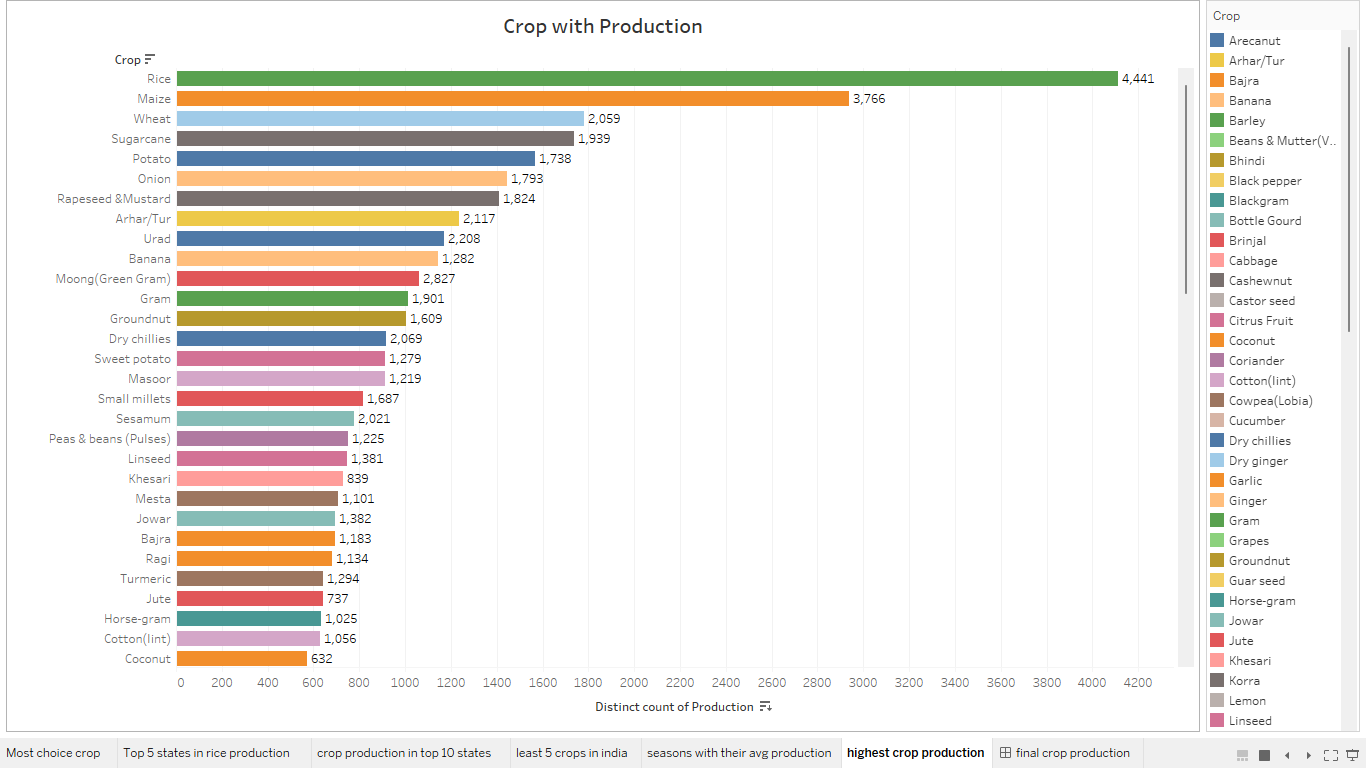 Crop with Production
Crop
Rice 4,441
Maize 3,766
Wheat 2,059
Sugarcane 1,939
Potato 1,738
Onion 1,793
Rapeseed &Mustard 1,824
Arhar/Tur 2,117
Urad 2,208
Banana 1,282
Moong(Green Gram) 2,827
Gram 1,901
Groundnut 1,609
Dry chillies 2,069
Sweet potato 1,279
Masoor 1,219
Small millets 1,687
Sesamum 2,021
Peas & beans (Pulses) 1,225
Linseed 1,381
Khesari 839
Mesta 1,101
Jowar 1,382
Bajra 1,183
Ragi 1,134
Turmeric 1,294
Jute 737
Horse-gram 1,025
Cotton(lint) 1,056
Coconut 632
0 200 400 600 800 1000 1200 1400 1600 1800 2000 2200 2400 2600 2800 3000 3200 3400 3600 3800 4000 4200
Distinct count of Production
Crop
Arecanut
Arhar/Tur
Bajra
Banana
Barley
Beans & Mutter(V..
Bhindi
Black pepper
Blackgram
Bottle Gourd
Brinjal
Cabbage
Cashewnut
Castor seed
Citrus Fruit
Coconut
Coriander
Cotton(lint)
Cowpea(Lobia)
Cucumber
Dry chillies
Dry ginger
Garlic
Ginger
Gram
Grapes
Groundnut
Guar seed
Horse-gram
Jowar
Jute
Khesari
Korra
Lemon
Linseed
Most choice crop Top 5 states in rice production crop production in top 10 states least 5 crops in india seasons with their avg production highest crop production final crop production